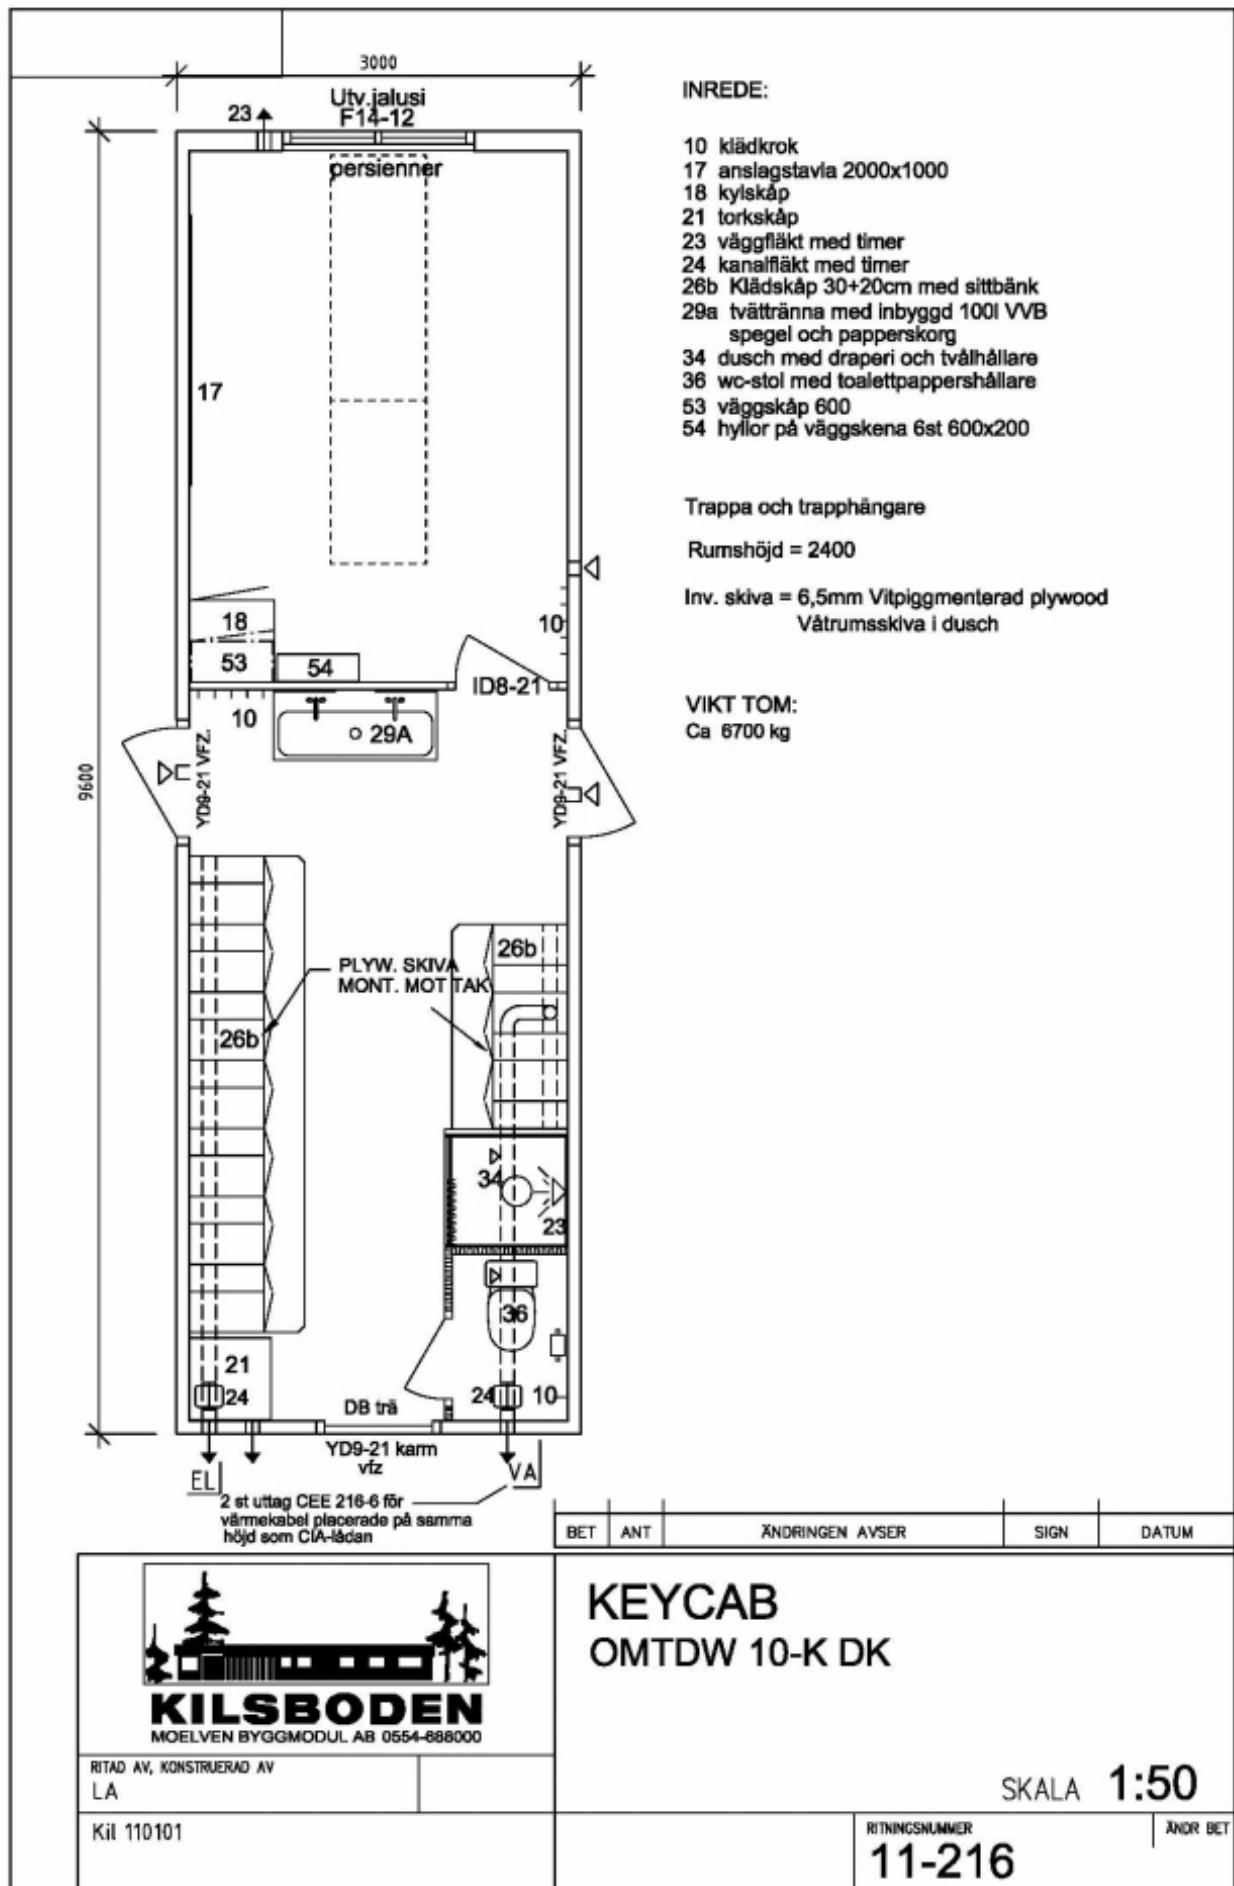 3000
Utv.jalusi
F14-12
23
persienner
17
9600
18
53
54
10
ID8-21
10
29A
YD9-21 VFZ.
YD9-21 VFZ.
26b
PLYW. SKIVA
MONT. MOT TAK
26b
34
23
36
21
24
24
10
DB trä
YD9-21 karm
vfz
EL
VA
2 st uttag CEE 216-6 för
värmekabel placerade på samma
höjd som CIA-lådan
INREDE:
10 klädkrok
17 anslagstavla 2000x1000
18 kylskåp
21 torkskåp
23 väggfläkt med timer
24 kanalfläkt med timer
26b Klädskåp 30+20cm med sittbänk
29a tvättränna med inbyggd 100l VVB
spegel och papperskorg
34 dusch med draperi och tvålhållare
36 wc-stol med toalettpappershållare
53 väggskåp 600
54 hyllor på väggskena 6st 600x200
Trappa och trapphängare
Rumshöjd = 2400
Inv. skiva = 6,5mm Vitpiggmenterad plywood
Våtrumsskiva i dusch
VIKT TOM:
Ca 6700 kg
BET ANT ÄNDRINGEN AVSER SIGN DATUM
KILSBODEN
MOELVEN BYGGMODUL AB 0554-688000
RITAD AV, KONSTRUERAD AV
LA
Kil 110101
KEYCAB
OMTDW 10-K DK
SKALA 1:50
RITNINGSNUMMER
11-216
ÄNDR BET